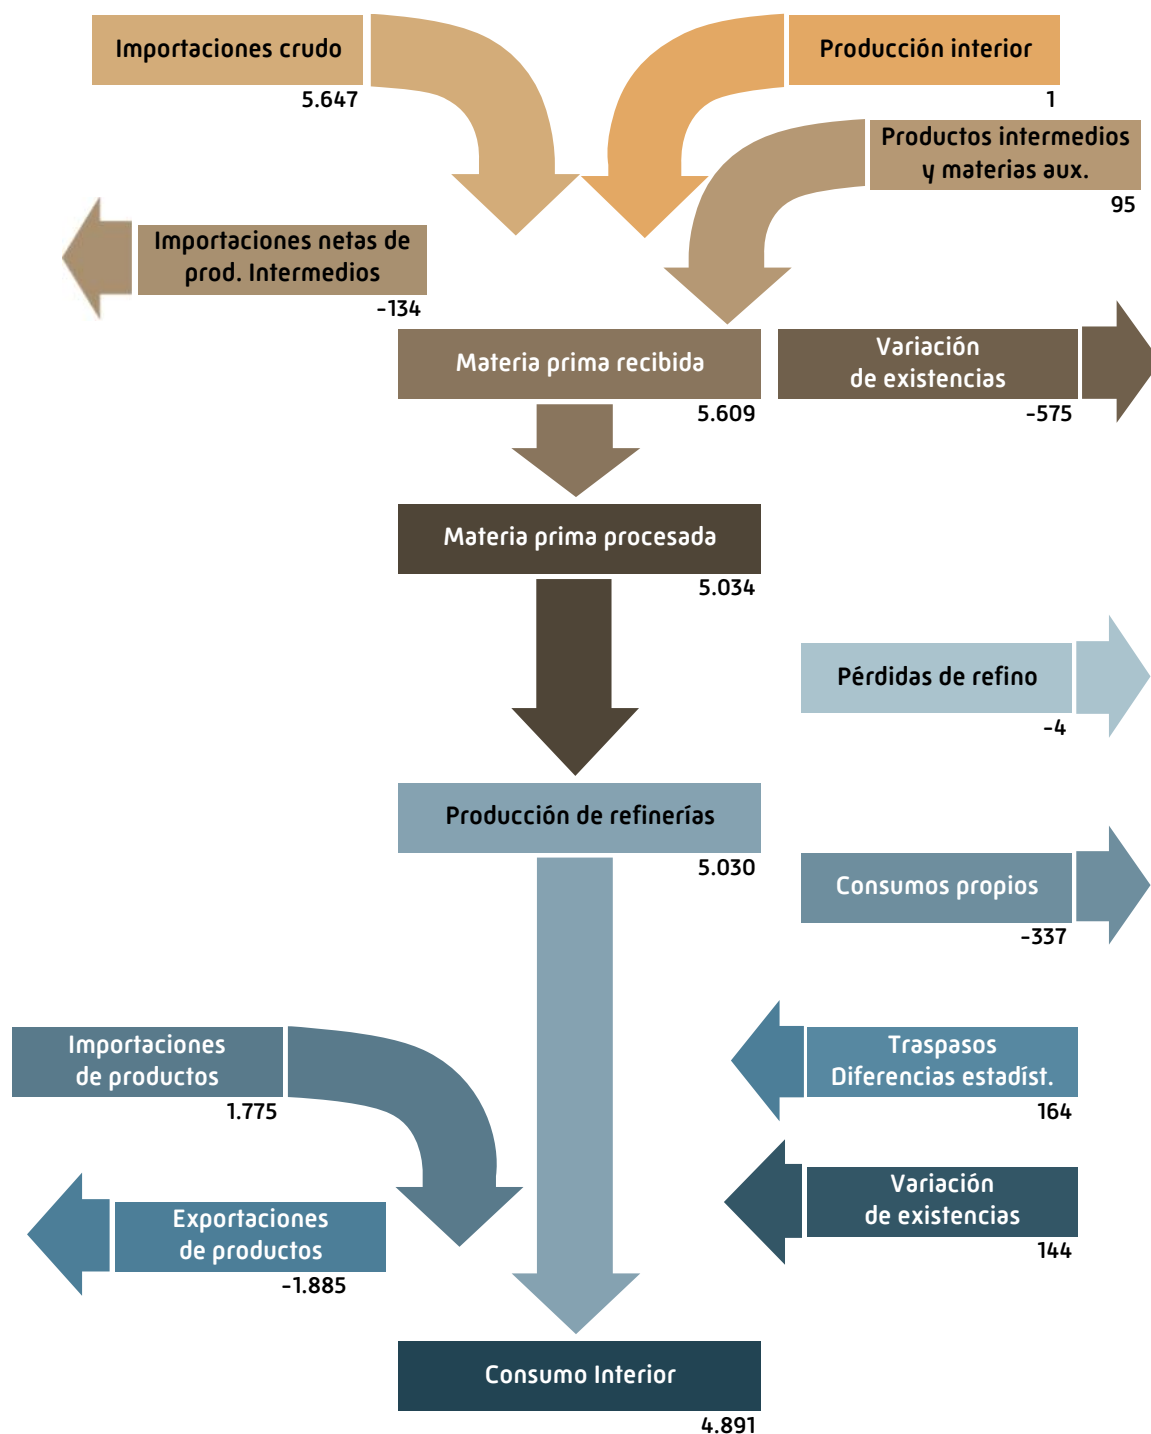 Importaciones crudo
5.647
Producción interior
1
Productos intermedios
y materias aux.
95
Importaciones netas de
prod. Intermedios
-134
Materia prima recibida
5.609
Variación
de existencias
-575
Materia prima procesada
5.034
Pérdidas de refino
-4
Producción de refinerías
5.030
Consumos propios
-337
Importaciones
de productos
1.775
Traspasos
Diferencias estadíst.
164
Variación
de existencias
144
Exportaciones
de productos
-1.885
Consumo Interior
4.891